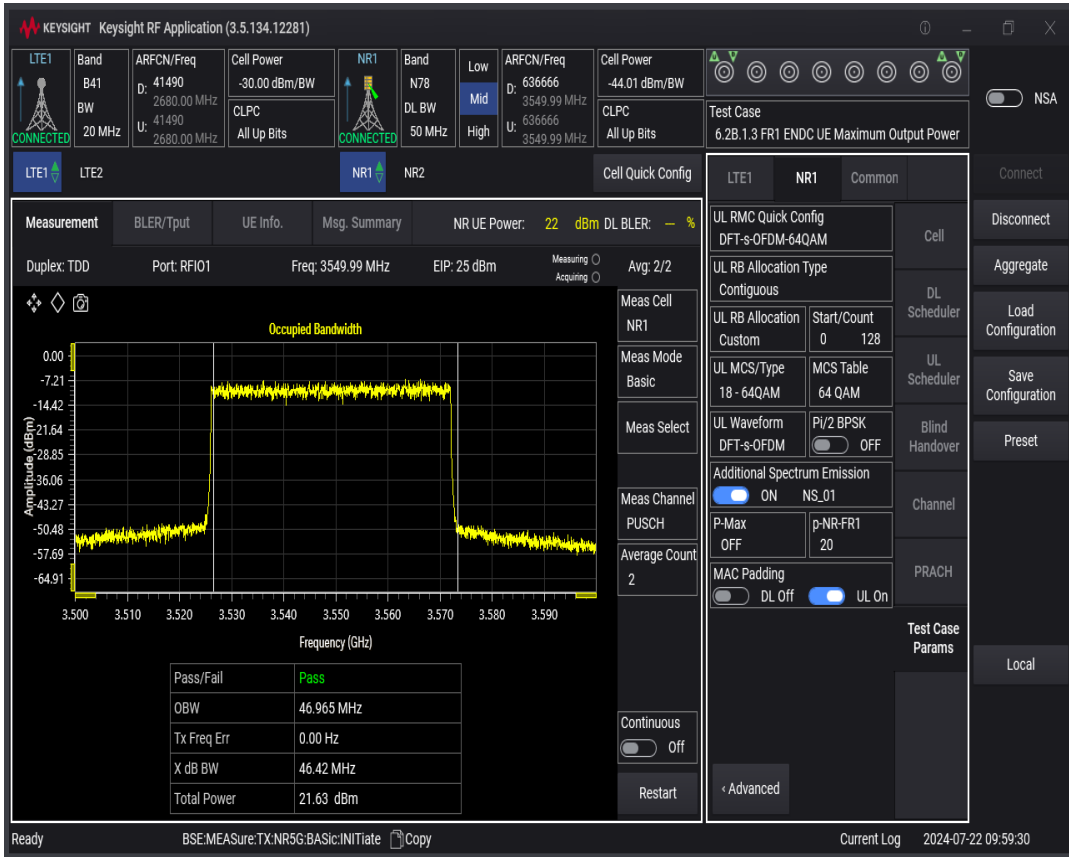 KEYSIGHT Keysight RF Application (3.5.134.12281)
LTE1
CONNECTED
Band
B41
BW
20 MHz
ARFCN/Freq
D: 41490
2680.00 MHz
U: 41490
2680.00 MHz
Cell Power
-30.00 dBm/BW
CLPC
All Up Bits
NR1
CONNECTED
Band
N78
DL BW
50 MHz
Low
Mid
High
ARFCN/Freq
D: 636666
3549.99 MHz
U: 636666
3549.99 MHz
Cell Power
-44.01 dBm/BW
CLPC
All Up Bits
Test Case
6.2B.1.3 FR1 ENDC UE Maximum Output Power
NSA
LTE1 LTE2 NR1 NR2 Cell Quick Config
Measurement BLER/Tput UE Info. Msg. Summary NR UE Power: 22 dBm DL BLER: --- %
Duplex: TDD Port: RFIO1 Freq: 3549.99 MHz EIP: 25 dBm Measuring Acquiring Avg: 2/2
Occupied Bandwidth
Amplitude (dBm)
0.00
-7.21
-14.42
-21.64
-28.85
-36.06
-43.27
-50.48
-57.69
-64.91
3.500 3.510 3.520 3.530 3.540 3.550 3.560 3.570 3.580 3.590
Frequency (GHz)
Pass/Fail Pass
OBW 46.965 MHz
Tx Freq Err 0.00 Hz
X dB BW 46.42 MHz
Total Power 21.63 dBm
Meas Cell
NR1
Meas Mode
Basic
Meas Select
Meas Channel
PUSCH
Average Count
2
Continuous
Off
Restart
LTE1 NR1 Common
UL RMC Quick Config
DFT-s-OFDM-64QAM
UL RB Allocation Type
Contiguous
UL RB Allocation
Custom
Start/Count
0 128
UL MCS/Type
18 - 64QAM
MCS Table
64 QAM
UL Waveform
DFT-s-OFDM
Pi/2 BPSK
OFF
Additional Spectrum Emission
ON NS_01
P-Max
OFF
p-NR-FR1
20
MAC Padding
DL Off UL On
‹ Advanced
Cell
DL
Scheduler
UL
Scheduler
Blind
Handover
Channel
PRACH
Test Case
Params
Connect
Disconnect
Aggregate
Load
Configuration
Save
Configuration
Preset
Local
Ready BSE:MEASure:TX:NR5G:BASic:INITiate Copy Current Log 2024-07-22 09:59:30